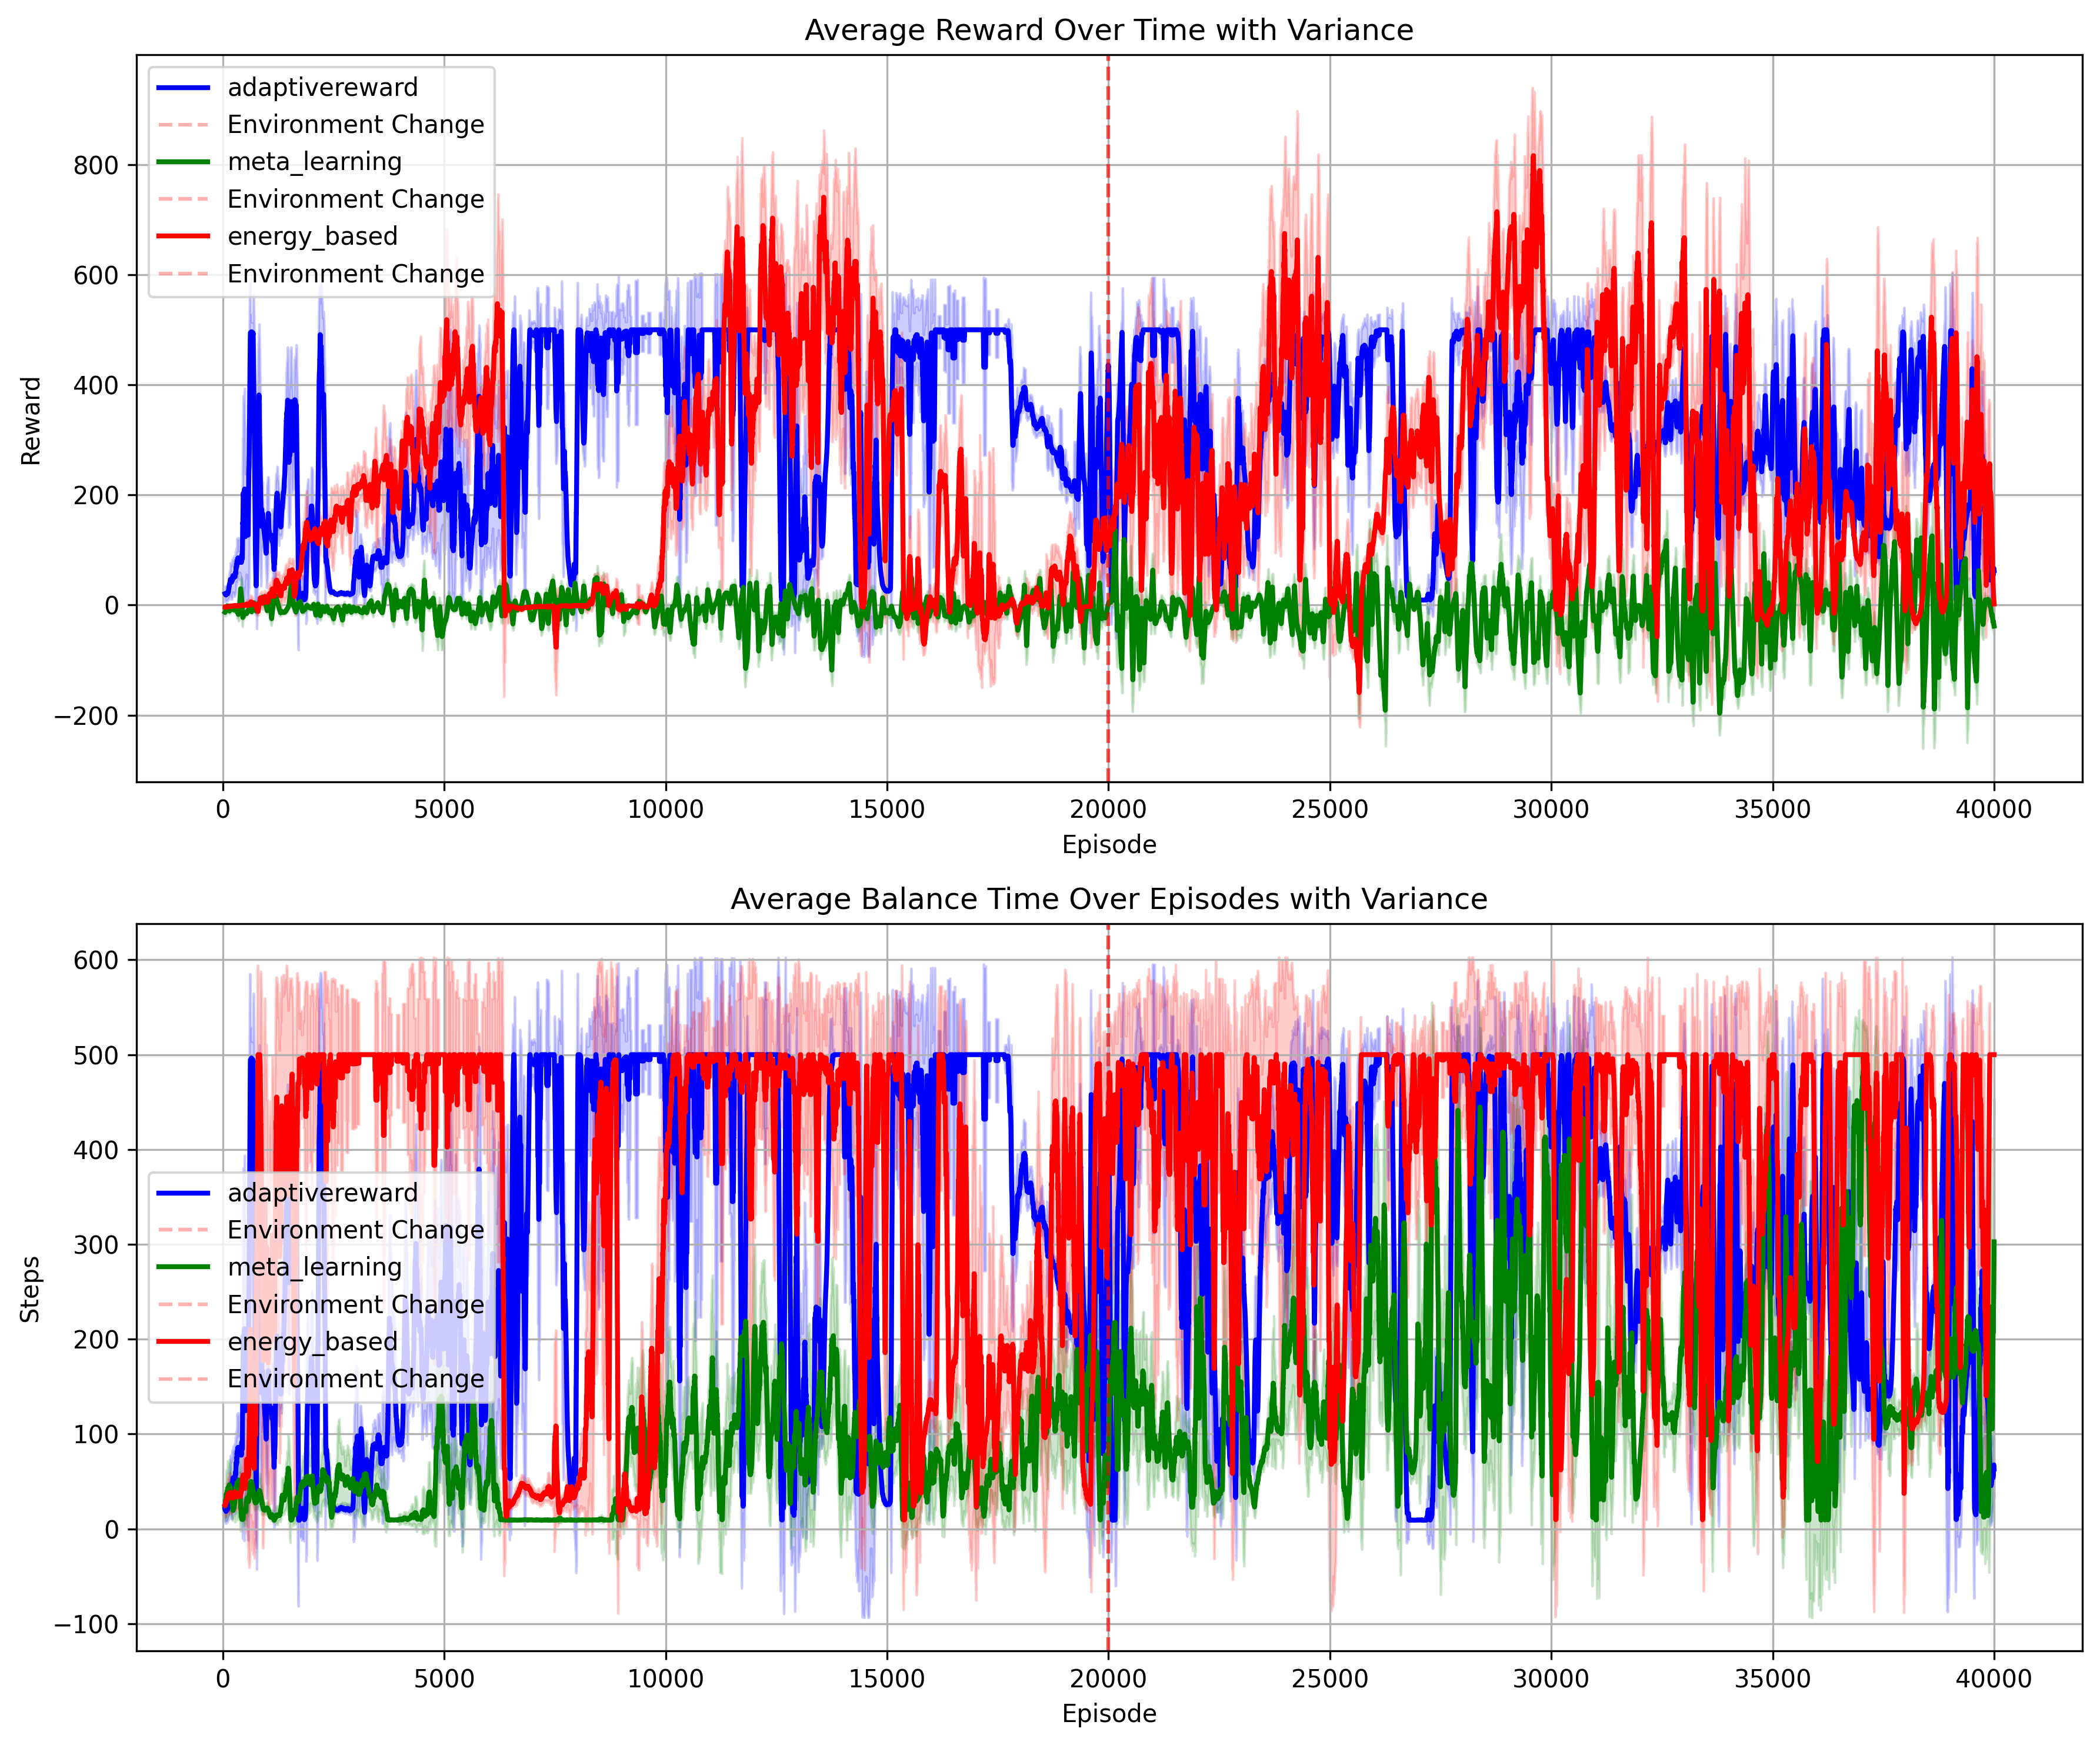 Average Reward Over Time with Variance
Reward
800
600
400
200
0
−200
adaptivereward
Environment Change
meta_learning
Environment Change
energy_based
Environment Change
0 5000 10000 15000 20000 25000 30000 35000 40000
Episode
Average Balance Time Over Episodes with Variance
Steps
600
500
400
300
200
100
0
−100
adaptivereward
Environment Change
meta_learning
Environment Change
energy_based
Environment Change
0 5000 10000 15000 20000 25000 30000 35000 40000
Episode